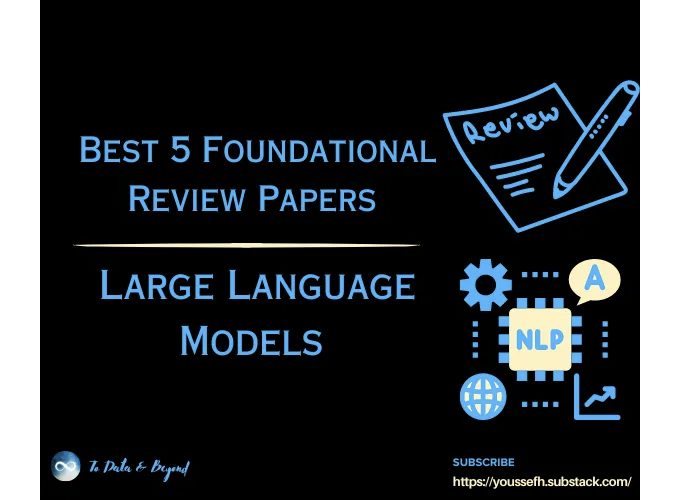 Best 5 Foundational
Review Papers
Large Language
Models
Review
A
NLP
To Data & Beyond
SUBSCRIBE
https://youssefh.substack.com/